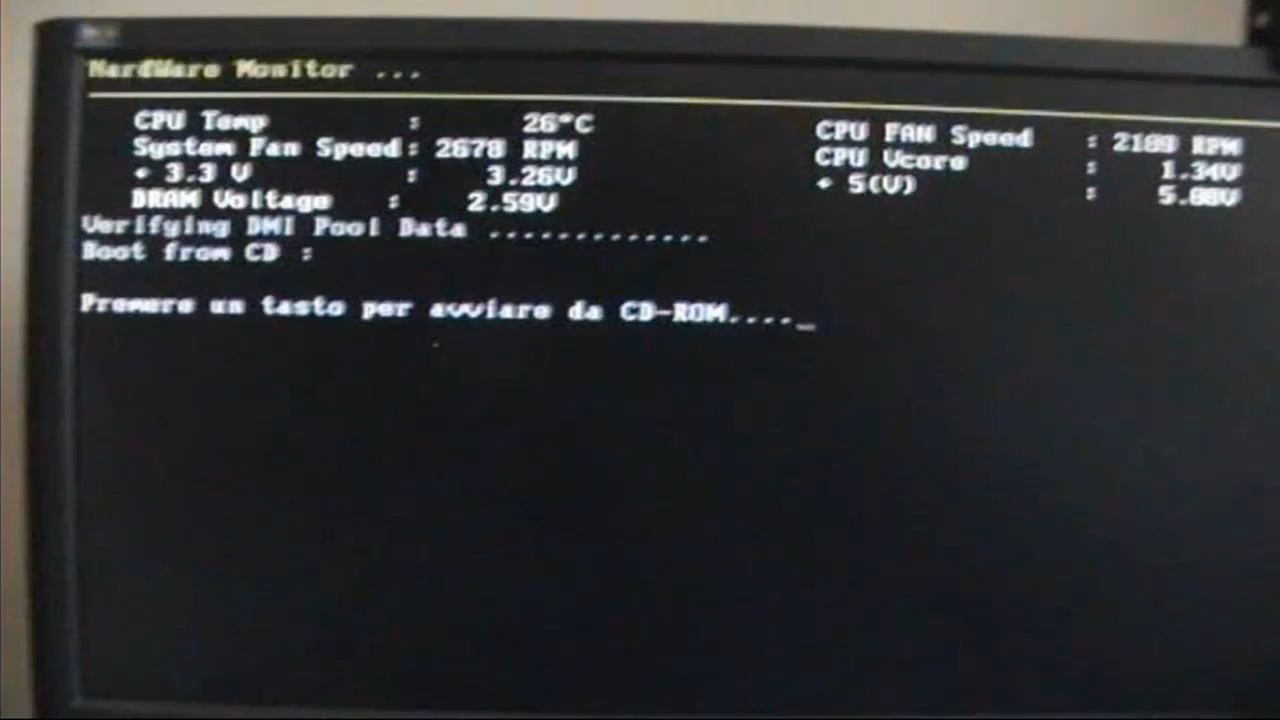 HardWare Monitor ...
CPU Temp : 26°C CPU FAN Speed : 2189 RPM
System Fan Speed: 2678 RPM CPU Vcore : 1.34V
+ 3.3 V : 3.26V + 5(V) : 5.08V
DRAM Voltage : 2.59V
Verifying DMI Pool Data .............
Boot from CD :
Premere un tasto per avviare da CD-ROM...._